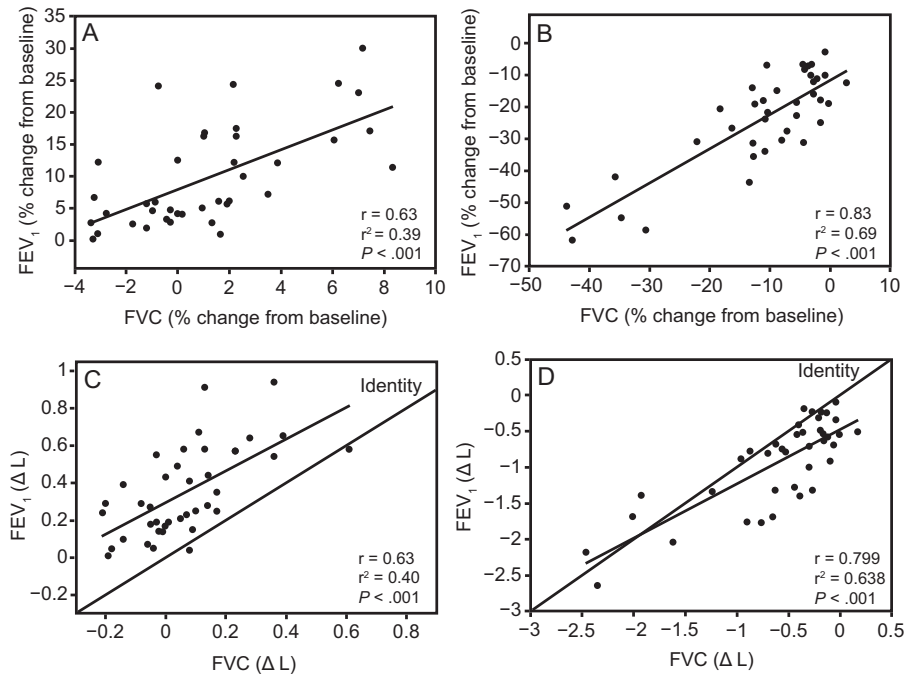 A
35
30
25
20
15
10
5
0
FEV1 (% change from baseline)
−4 −2 0 2 4 6 8 10
FVC (% change from baseline)
r = 0.63
r² = 0.39
P < .001
B
0
−10
−20
−30
−40
−50
−60
−70
FEV1 (% change from baseline)
−50 −40 −30 −20 −10 0 10
FVC (% change from baseline)
r = 0.83
r² = 0.69
P < .001
C
Identity
1
0.8
0.6
0.4
0.2
0
−0.2
FEV1 (Δ L)
−0.2 0 0.2 0.4 0.6 0.8
FVC (Δ L)
r = 0.63
r² = 0.40
P < .001
D
Identity
0.5
0
−0.5
−1
−1.5
−2
−2.5
−3
FEV1 (Δ L)
−3 −2.5 −2 −1.5 −1 −0.5 0 0.5
FVC (Δ L)
r = 0.799
r² = 0.638
P < .001